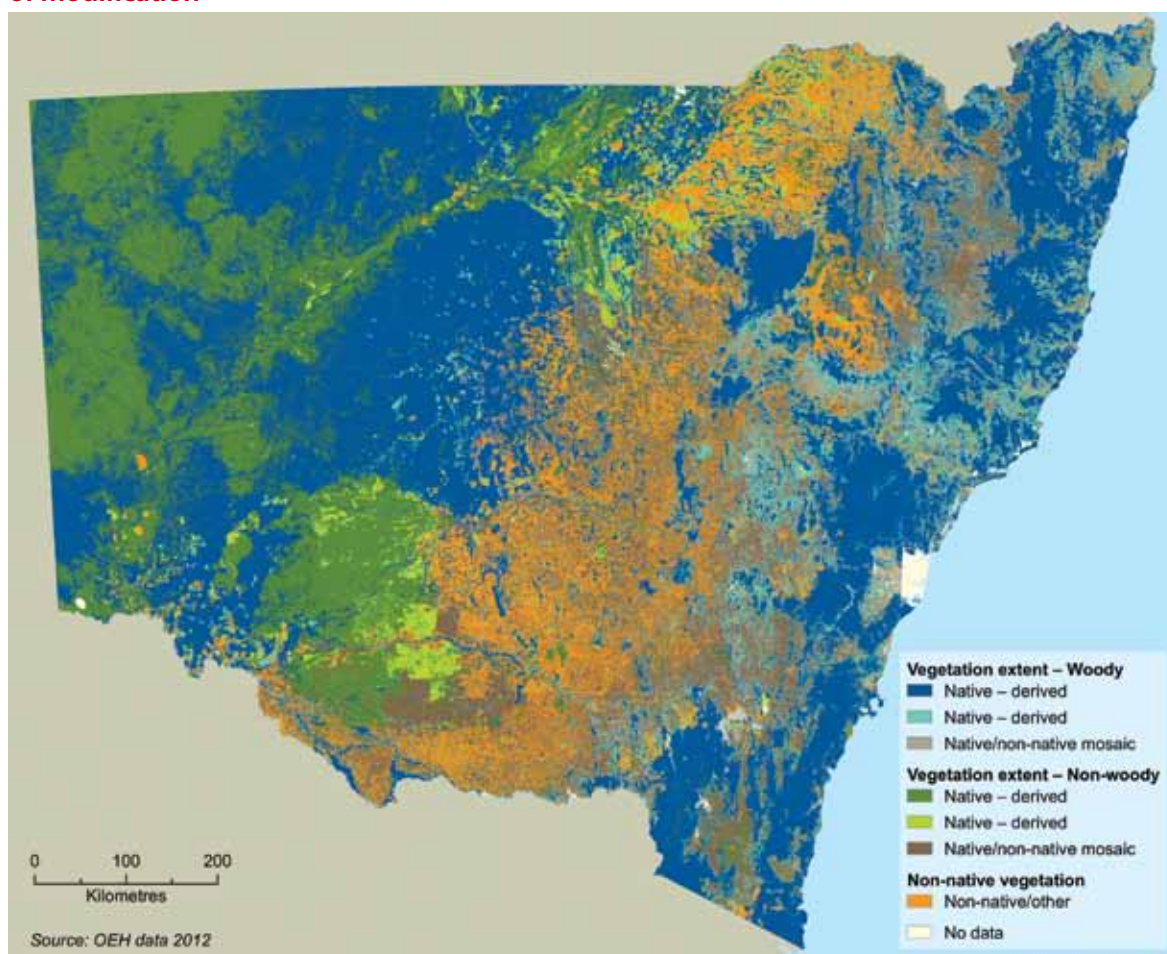 of modification
Vegetation extent – Woody
Native – derived
Native – derived
Native/non-native mosaic
Vegetation extent – Non-woody
Native – derived
Native – derived
Native/non-native mosaic
Non-native vegetation
Non-native/other
No data
0 100 200
Kilometres
Source: OEH data 2012